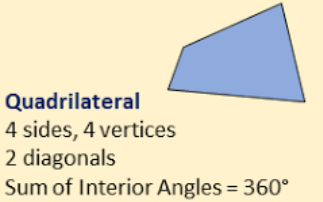 Quadrilateral
4 sides, 4 vertices
2 diagonals
Sum of Interior Angles = 360°